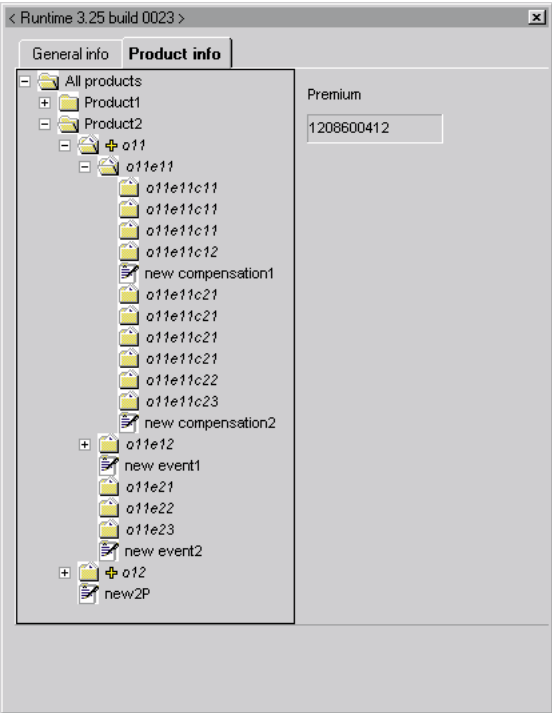 < Runtime 3.25 build 0023 >
General info
Product info
All products
Product1
Product2
o11
o11e11
o11e11c11
o11e11c11
o11e11c11
o11e11c12
new compensation1
o11e11c21
o11e11c21
o11e11c21
o11e11c21
o11e11c22
o11e11c23
new compensation2
o11e12
new event1
o11e21
o11e22
o11e23
new event2
o12
new2P
Premium
1208600412